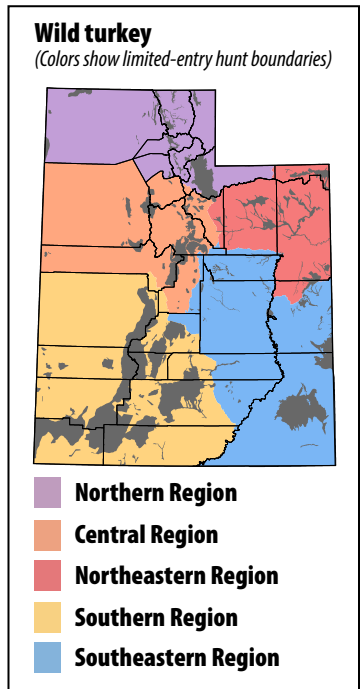 Wild turkey
(Colors show limited-entry hunt boundaries)
Northern Region
Central Region
Northeastern Region
Southern Region
Southeastern Region